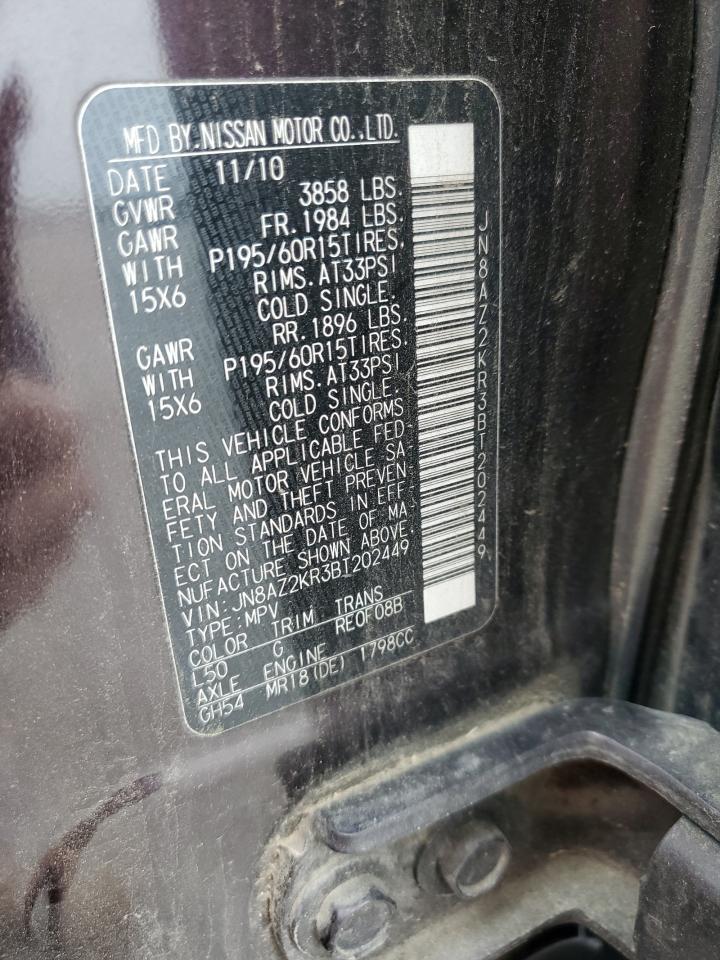 MFD BY.NISSAN MOTOR CO.,LTD.
DATE 11/10
GVWR 3858 LBS.
GAWR FR.1984 LBS.
WITH P195/60R15TIRES.
15X6 RIMS.AT33PSI
COLD SINGLE.
GAWR RR.1896 LBS.
WITH P195/60R15TIRES.
15X6 RIMS.AT33PSI
COLD SINGLE.
THIS VEHICLE CONFORMS
TO ALL APPLICABLE FED-
ERAL MOTOR VEHICLE SA
FETY AND THEFT PREVEN-
TION STANDARDS IN EFF
ECT ON THE DATE OF MA
NUFACTURE SHOWN ABOVE.
VIN:JN8AZ2KR3BT202449
TYPE:MPV
COLOR TRIM TRANS
L50 G RE0F08B
AXLE ENGINE
GH54 MR18(DE) 1798CC
JN8AZ2KR3BT202449